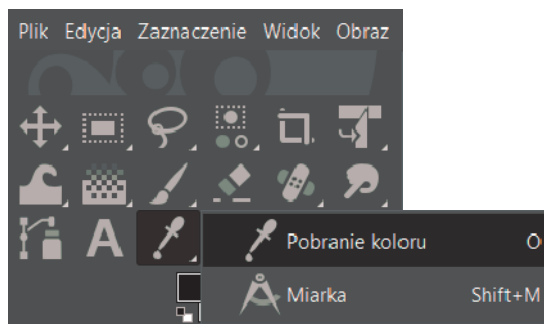 Plik Edycja Zaznaczenie Widok Obraz
A
Pobranie koloru O
Miarka Shift+M